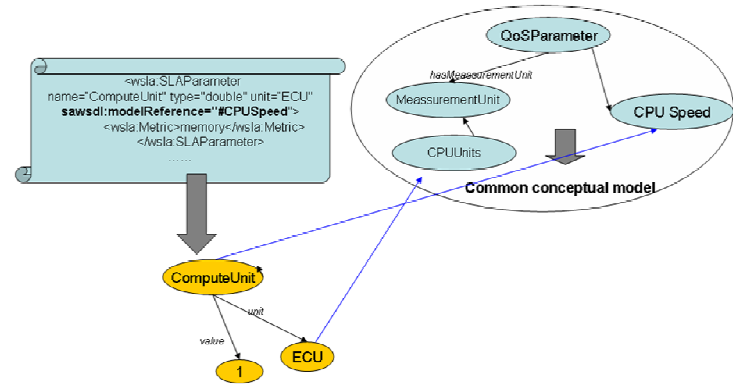 QoSParameter
<wsla:SLAParameter
name="ComputeUnit" type="double" unit="ECU"
sawsdl:modelReference="#CPUSpeed">
<wsla:Metric>memory</wsla:Metric>
</wsla:SLAParameter>
......
hasMeasurementUnit
MeassurementUnit
CPU Speed
CPUUnits
Common conceptual model
ComputeUnit
unit
value
ECU
1